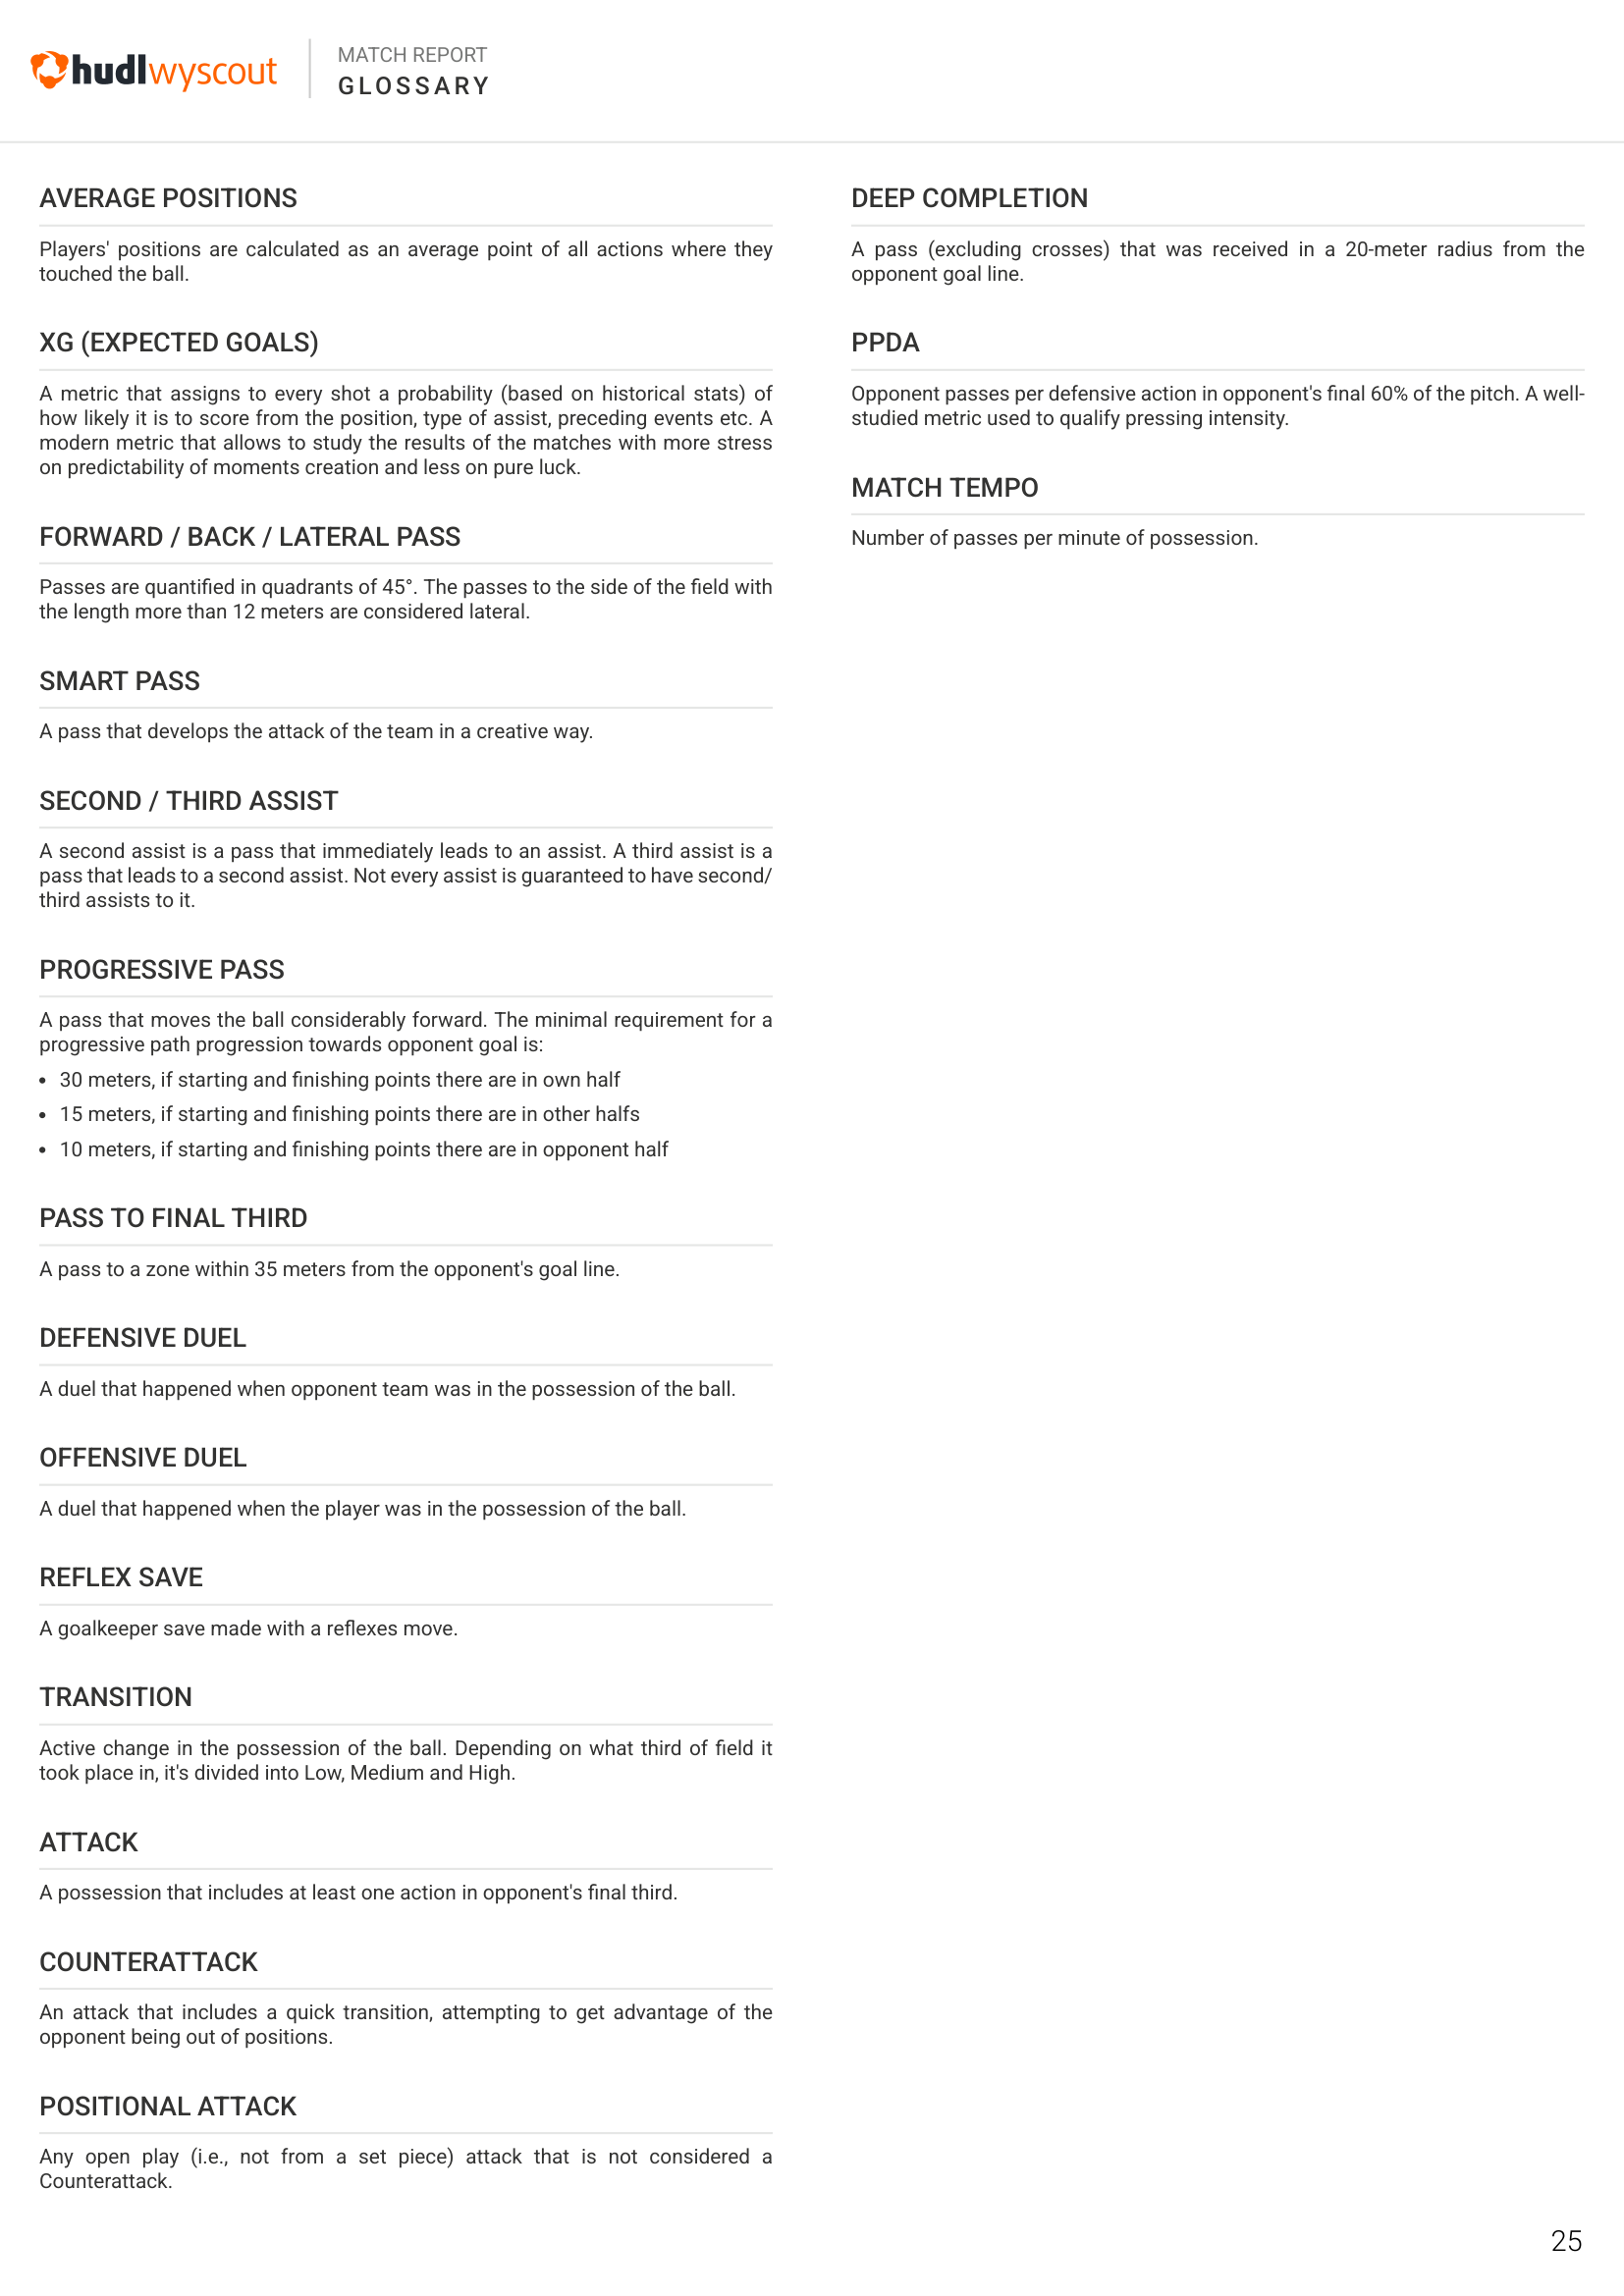 hudlwyscout
MATCH REPORT
GLOSSARY
AVERAGE POSITIONS
Players' positions are calculated as an average point of all actions where they
touched the ball.
XG (EXPECTED GOALS)
A metric that assigns to every shot a probability (based on historical stats) of
how likely it is to score from the position, type of assist, preceding events etc. A
modern metric that allows to study the results of the matches with more stress
on predictability of moments creation and less on pure luck.
FORWARD / BACK / LATERAL PASS
Passes are quantified in quadrants of 45°. The passes to the side of the field with
the length more than 12 meters are considered lateral.
SMART PASS
A pass that develops the attack of the team in a creative way.
SECOND / THIRD ASSIST
A second assist is a pass that immediately leads to an assist. A third assist is a
pass that leads to a second assist. Not every assist is guaranteed to have second/
third assists to it.
PROGRESSIVE PASS
A pass that moves the ball considerably forward. The minimal requirement for a
progressive path progression towards opponent goal is:
• 30 meters, if starting and finishing points there are in own half
• 15 meters, if starting and finishing points there are in other halfs
• 10 meters, if starting and finishing points there are in opponent half
PASS TO FINAL THIRD
A pass to a zone within 35 meters from the opponent's goal line.
DEFENSIVE DUEL
A duel that happened when opponent team was in the possession of the ball.
OFFENSIVE DUEL
A duel that happened when the player was in the possession of the ball.
REFLEX SAVE
A goalkeeper save made with a reflexes move.
TRANSITION
Active change in the possession of the ball. Depending on what third of field it
took place in, it's divided into Low, Medium and High.
ATTACK
A possession that includes at least one action in opponent's final third.
COUNTERATTACK
An attack that includes a quick transition, attempting to get advantage of the
opponent being out of positions.
POSITIONAL ATTACK
Any open play (i.e., not from a set piece) attack that is not considered a
Counterattack.
DEEP COMPLETION
A pass (excluding crosses) that was received in a 20-meter radius from the
opponent goal line.
PPDA
Opponent passes per defensive action in opponent's final 60% of the pitch. A well-
studied metric used to qualify pressing intensity.
MATCH TEMPO
Number of passes per minute of possession.
25